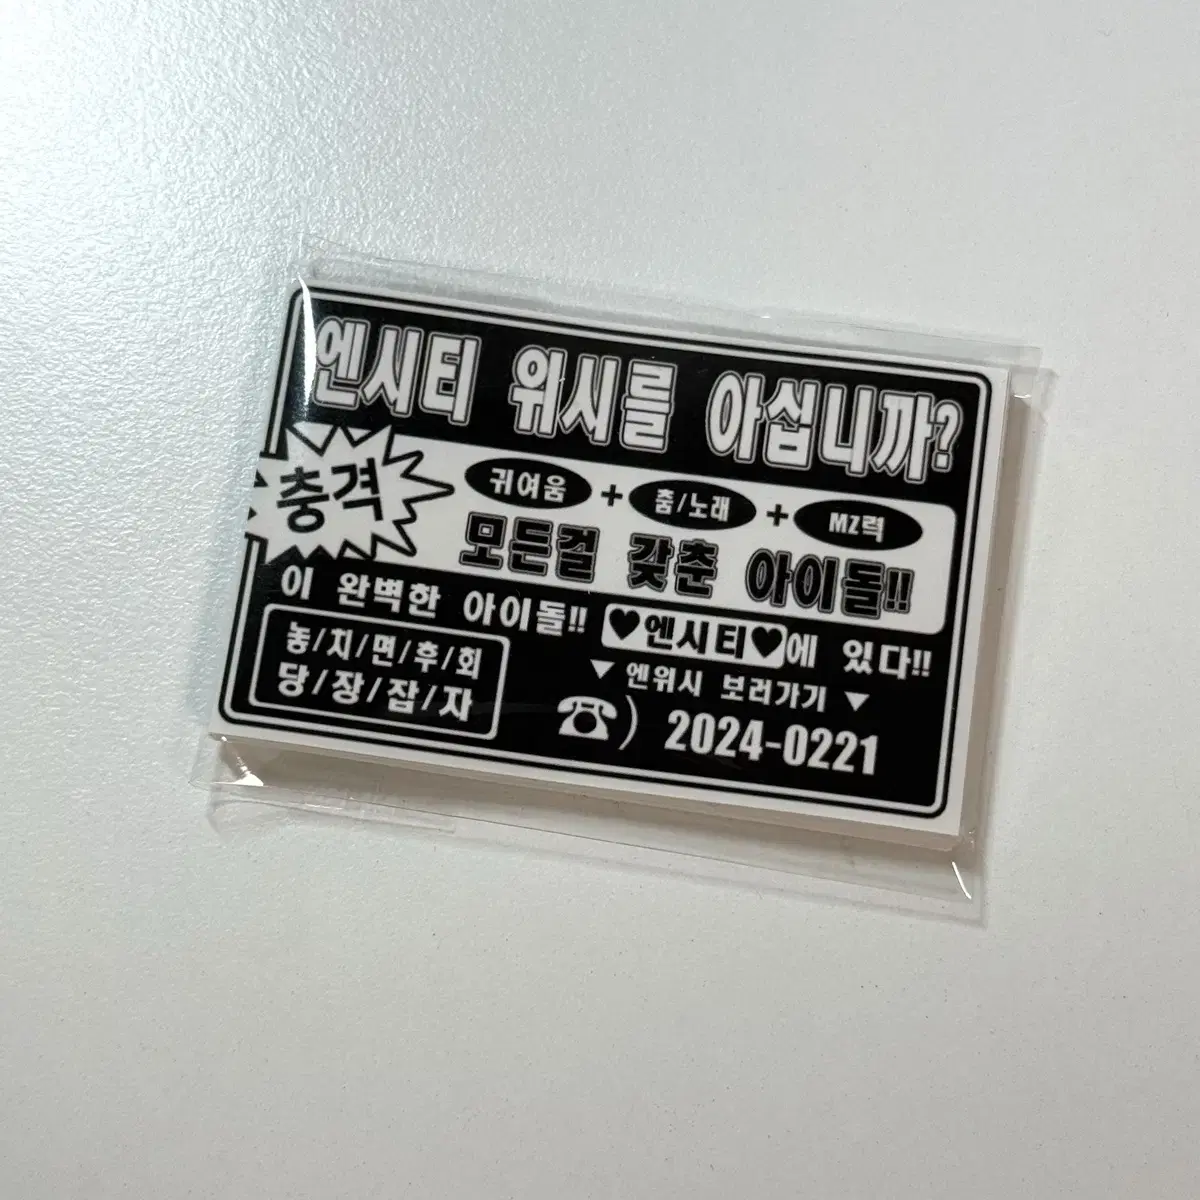 엔시티 위시를 아십니까?
충격
귀여움 + 춤/노래 + MZ력
모든걸 갖춘 아이돌!!
이 완벽한 아이돌!! ♥엔시티♥에 있다!!
놓/치/면/후/회
당/장/잡/자
▼ 엔위시 보러가기 ▼
☎) 2024-0221